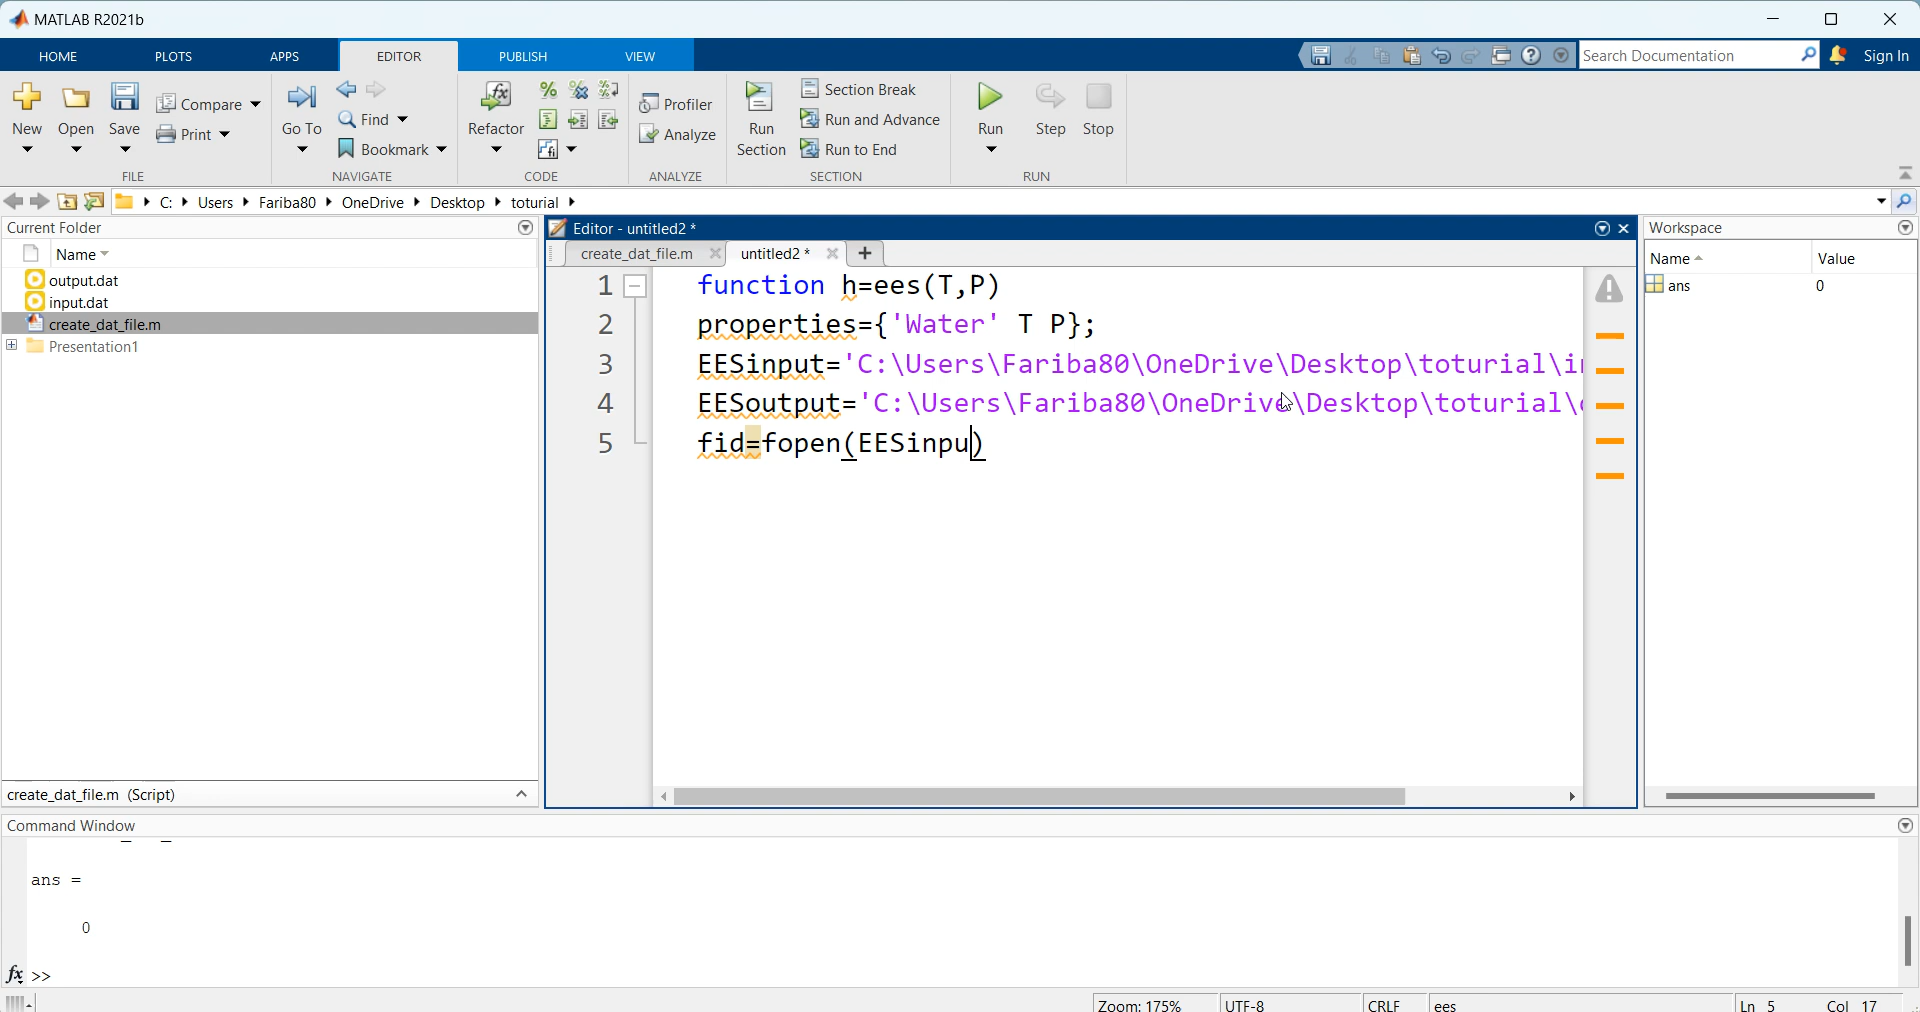 MATLAB R2021b
HOME PLOTS APPS EDITOR PUBLISH VIEW
Search Documentation
Sign In
New Open Save Compare Print
FILE
Go To Find Bookmark
NAVIGATE
Refactor
CODE
Profiler
Analyze
ANALYZE
Run Section
Section Break
Run and Advance
Run to End
SECTION
Run Step Stop
RUN
C: Users Fariba80 OneDrive Desktop toturial
Current Folder
Name
output.dat
input.dat
create_dat_file.m
Presentation1
create_dat_file.m (Script)
Editor - untitled2 *
create_dat_file.m untitled2 * +
1 function h=ees(T,P)
2 properties={'Water' T P};
3 EESinput='C:\Users\Fariba80\OneDrive\Desktop\toturial\i
4 EESoutput='C:\Users\Fariba80\OneDrive\Desktop\toturial\
5 fid=fopen(EESinpu)
Workspace
Name Value
ans 0
Command Window
ans =
0
fx >>
Zoom: 175% UTF-8 CRLF ees Ln 5 Col 17